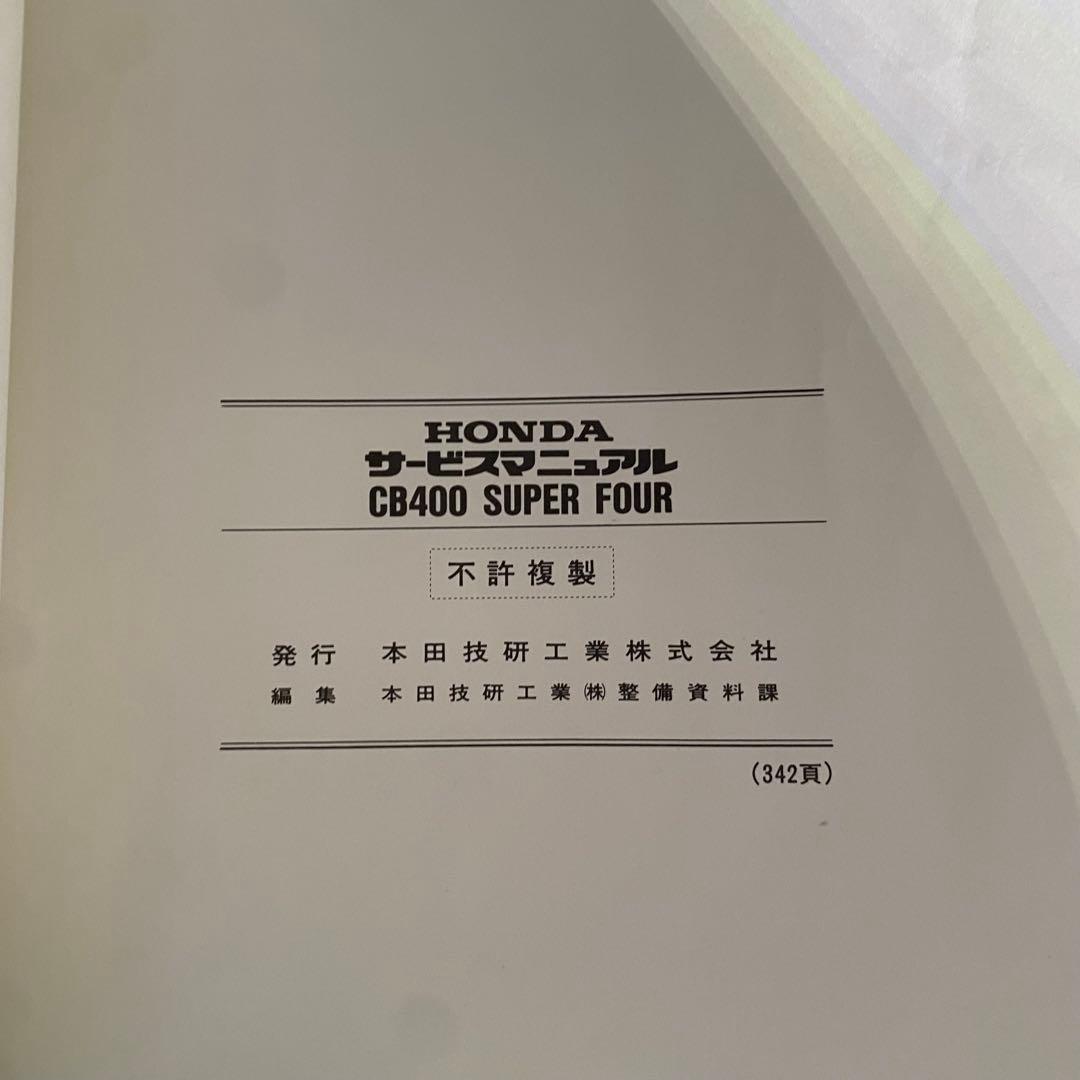 HONDA
サービスマニュアル
CB400 SUPER FOUR
不許複製
発行 本田技研工業株式会社
編集 本田技研工業㈱整備資料課
(342頁)